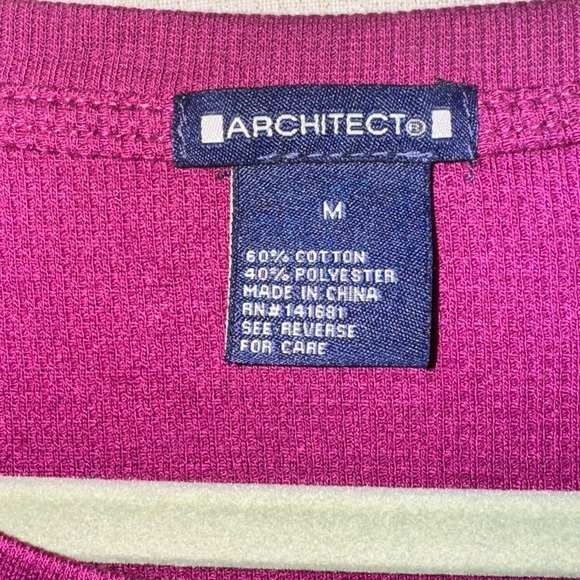 ARCHITECT®
M
60% COTTON
40% POLYESTER
MADE IN CHINA
RN#141681
SEE REVERSE
FOR CARE